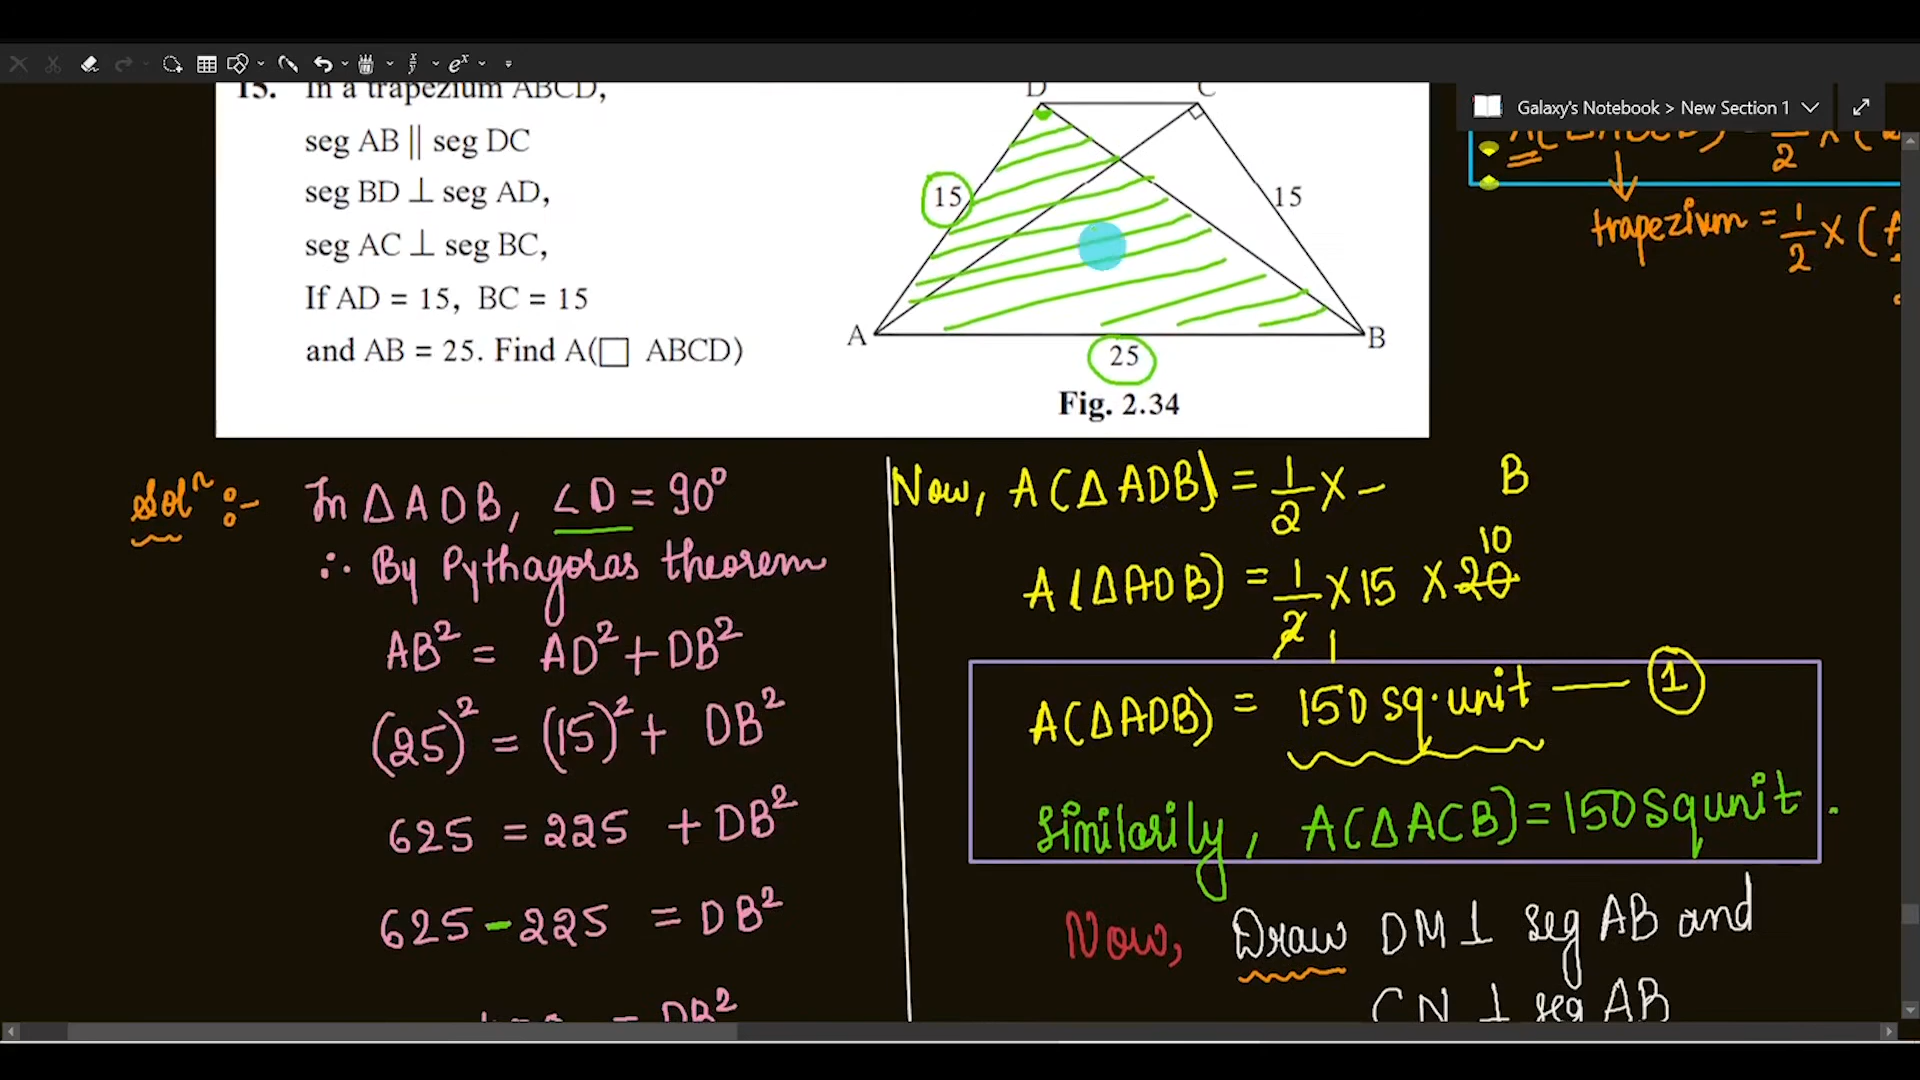 15. In a trapezium ABCD,
seg AB || seg DC
seg BD ⊥ seg AD,
seg AC ⊥ seg BC,
If AD = 15, BC = 15
and AB = 25. Find A(□ ABCD)
D C
15 15
A B
25
Fig. 2.34
Galaxy's Notebook > New Section 1
trapezium = 1/2 × (A
Solⁿ :- In △ADB, ∠D = 90°
∴ By Pythagoras theorem
AB² = AD² + DB²
(25)² = (15)² + DB²
625 = 225 + DB²
625 - 225 = DB²
= DB²
Now, A(△ADB) = 1/2 × - B
A(△ADB) = 1/2 × 15 × 20 10
1
A(△ADB) = 150 sq.unit — 1
Similarily, A(△ACB) = 150 sq unit.
Now, Draw DM ⊥ seg AB and
CN ⊥ seg AB